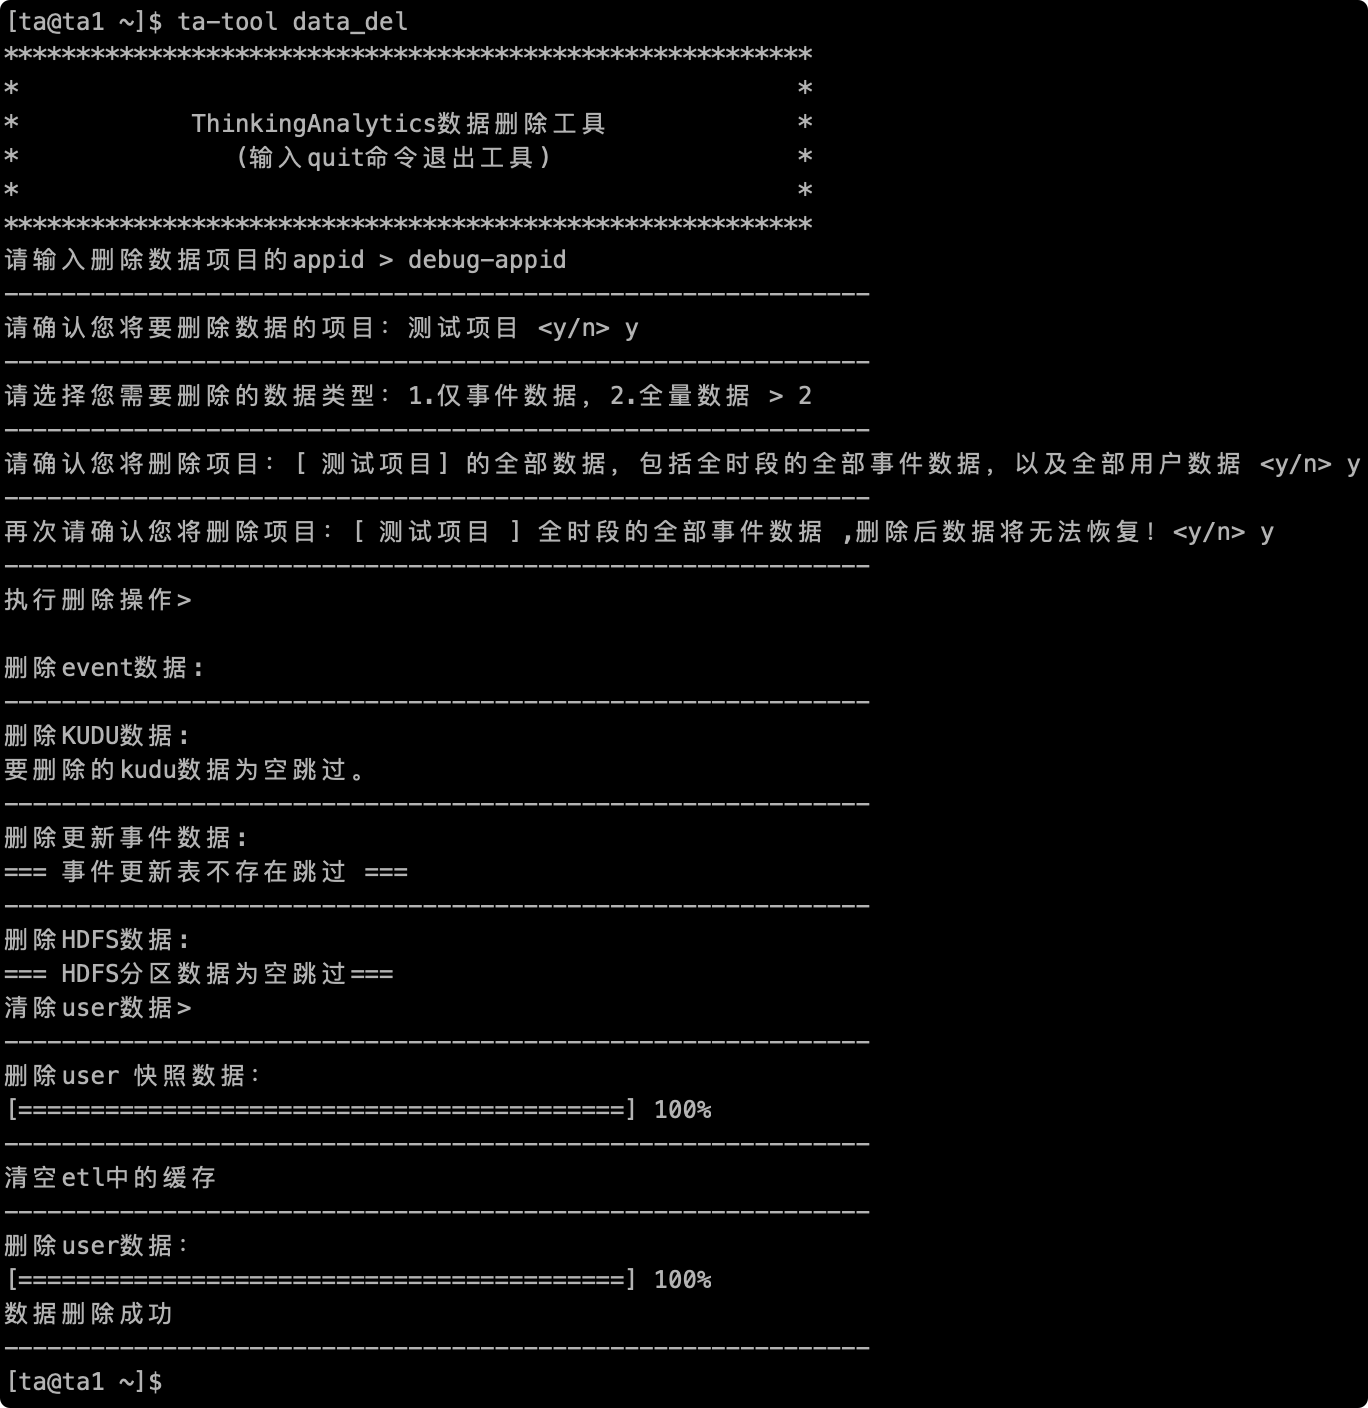 [ta@ta1 ~]$ ta-tool data_del
********************************************************
*                                                      *
*            ThinkingAnalytics数据删除工具             *
*               (输入quit命令退出工具)                 *
*                                                      *
********************************************************
请输入删除数据项目的appid > debug-appid
------------------------------------------------------------
请确认您将要删除数据的项目：测试项目 <y/n> y
------------------------------------------------------------
请选择您需要删除的数据类型：1.仅事件数据，2.全量数据 > 2
------------------------------------------------------------
请确认您将删除项目：[ 测试项目] 的全部数据，包括全时段的全部事件数据，以及全部用户数据 <y/n> y
------------------------------------------------------------
再次请确认您将删除项目：[ 测试项目 ] 全时段的全部事件数据 ,删除后数据将无法恢复！<y/n> y
------------------------------------------------------------
执行删除操作>
删除event数据:
------------------------------------------------------------
删除KUDU数据:
要删除的kudu数据为空跳过。
------------------------------------------------------------
删除更新事件数据:
=== 事件更新表不存在跳过 ===
------------------------------------------------------------
删除HDFS数据:
=== HDFS分区数据为空跳过===
清除user数据>
------------------------------------------------------------
删除user 快照数据：
[==========================================] 100%
------------------------------------------------------------
清空etl中的缓存
------------------------------------------------------------
删除user数据：
[==========================================] 100%
数据删除成功
------------------------------------------------------------
[ta@ta1 ~]$